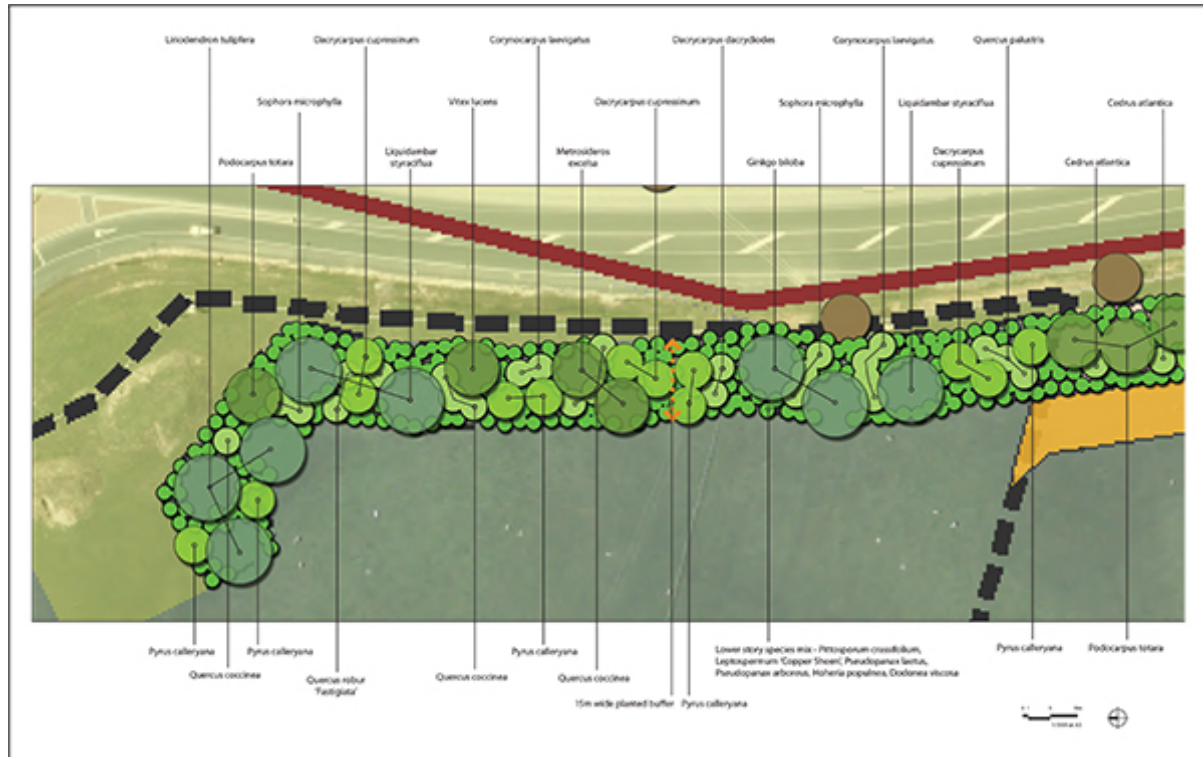 Liriodendron tulipifera
Dacrycarpus cupressinum
Corynocarpus laevigatus
Dacrycarpus dacrydiodes
Corynocarpus laevigatus
Quercus palustris
Sophora microphylla
Vitex lucens
Dacrycarpus cupressinum
Sophora microphylla
Liquidambar styraciflua
Cedrus atlantica
Podocarpus totara
Liquidambar
styraciflua
Metrosideros
excelsa
Ginkgo biloba
Dacrycarpus
cupressinum
Cedrus atlantica
Pyrus calleryana
Pyrus calleryana
Pyrus calleryana
Lower story species mix - Pittosporum crassifolium,
Leptospermum 'Copper Sheen', Pseudopanax laetus,
Pseudopanax arboreus, Hoheria populnea, Dodonea viscosa
Pyrus calleryana
Podocarpus totara
Quercus coccinea
Quercus robur
'Fastigiata'
Quercus coccinea
Quercus coccinea
15m wide planted buffer
Pyrus calleryana